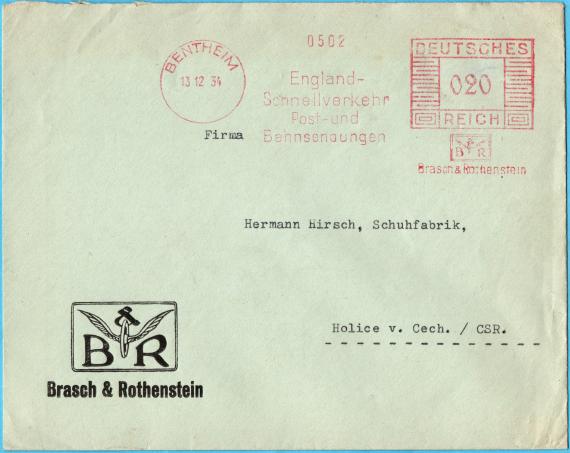 BENTHEIM
13 12 34
0502
England-
Schnellverkehr
Post-und
Bahnsendungen
DEUTSCHES
020
REICH
B R
Brasch & Rothenstein
Firma
Hermann Hirsch, Schuhfabrik,
Holice v. Cech. / CSR.
B R
Brasch & Rothenstein